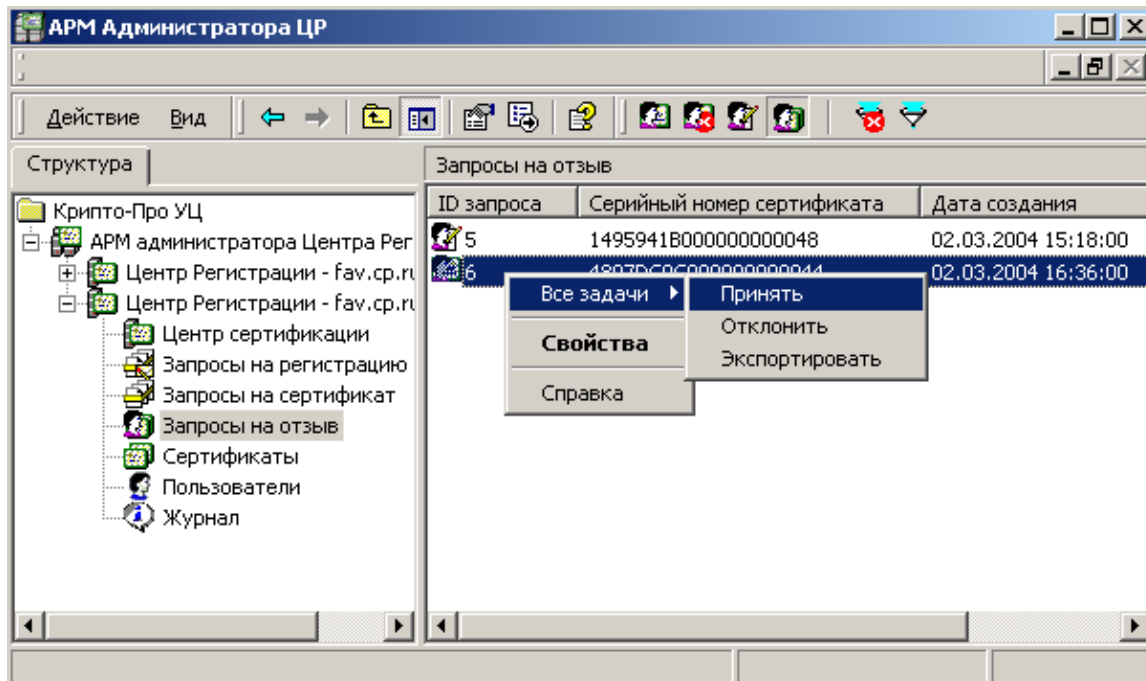 АРМ Администратора ЦР
Действие Вид
Структура
Запросы на отзыв
Крипто-Про УЦ
АРМ администратора Центра Рег
Центр Регистрации - fav.cp.ru
Центр Регистрации - fav.cp.ru
Центр сертификации
Запросы на регистрацию
Запросы на сертификат
Запросы на отзыв
Сертификаты
Пользователи
Журнал
ID запроса Серийный номер сертификата Дата создания
5 1495941B000000000048 02.03.2004 15:18:00
6 02.03.2004 16:36:00
Все задачи
Свойства
Справка
Принять
Отклонить
Экспортировать